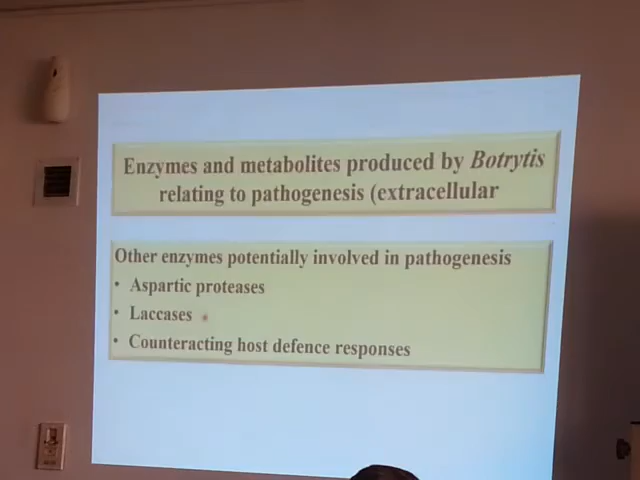 Enzymes and metabolites produced by Botrytis
relating to pathogenesis (extracellular
Other enzymes potentially involved in pathogenesis
• Aspartic proteases
• Laccases
• Counteracting host defence responses